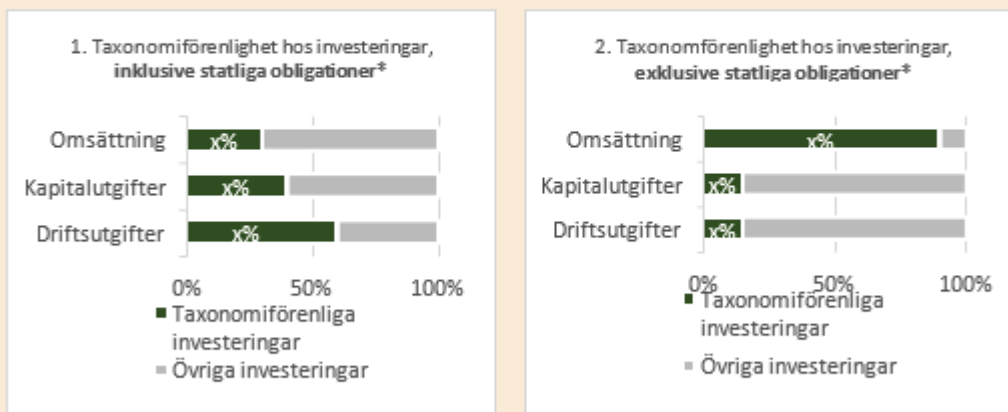 1. Taxonomiförenlighet hos investeringar,
inklusive statliga obligationer*
Omsättning
x%
Kapitalutgifter
x%
Driftsutgifter
x%
0% 50% 100%
Taxonomiförenliga
investeringar
Övriga investeringar
2. Taxonomförenlighet hos investeringar,
exklusive statliga obligationer*
Omsättning
x%
Kapitalutgifter
x%
Driftsutgifter
x%
0% 50% 100%
Taxonomiförenliga
investeringar
Övriga investeringar